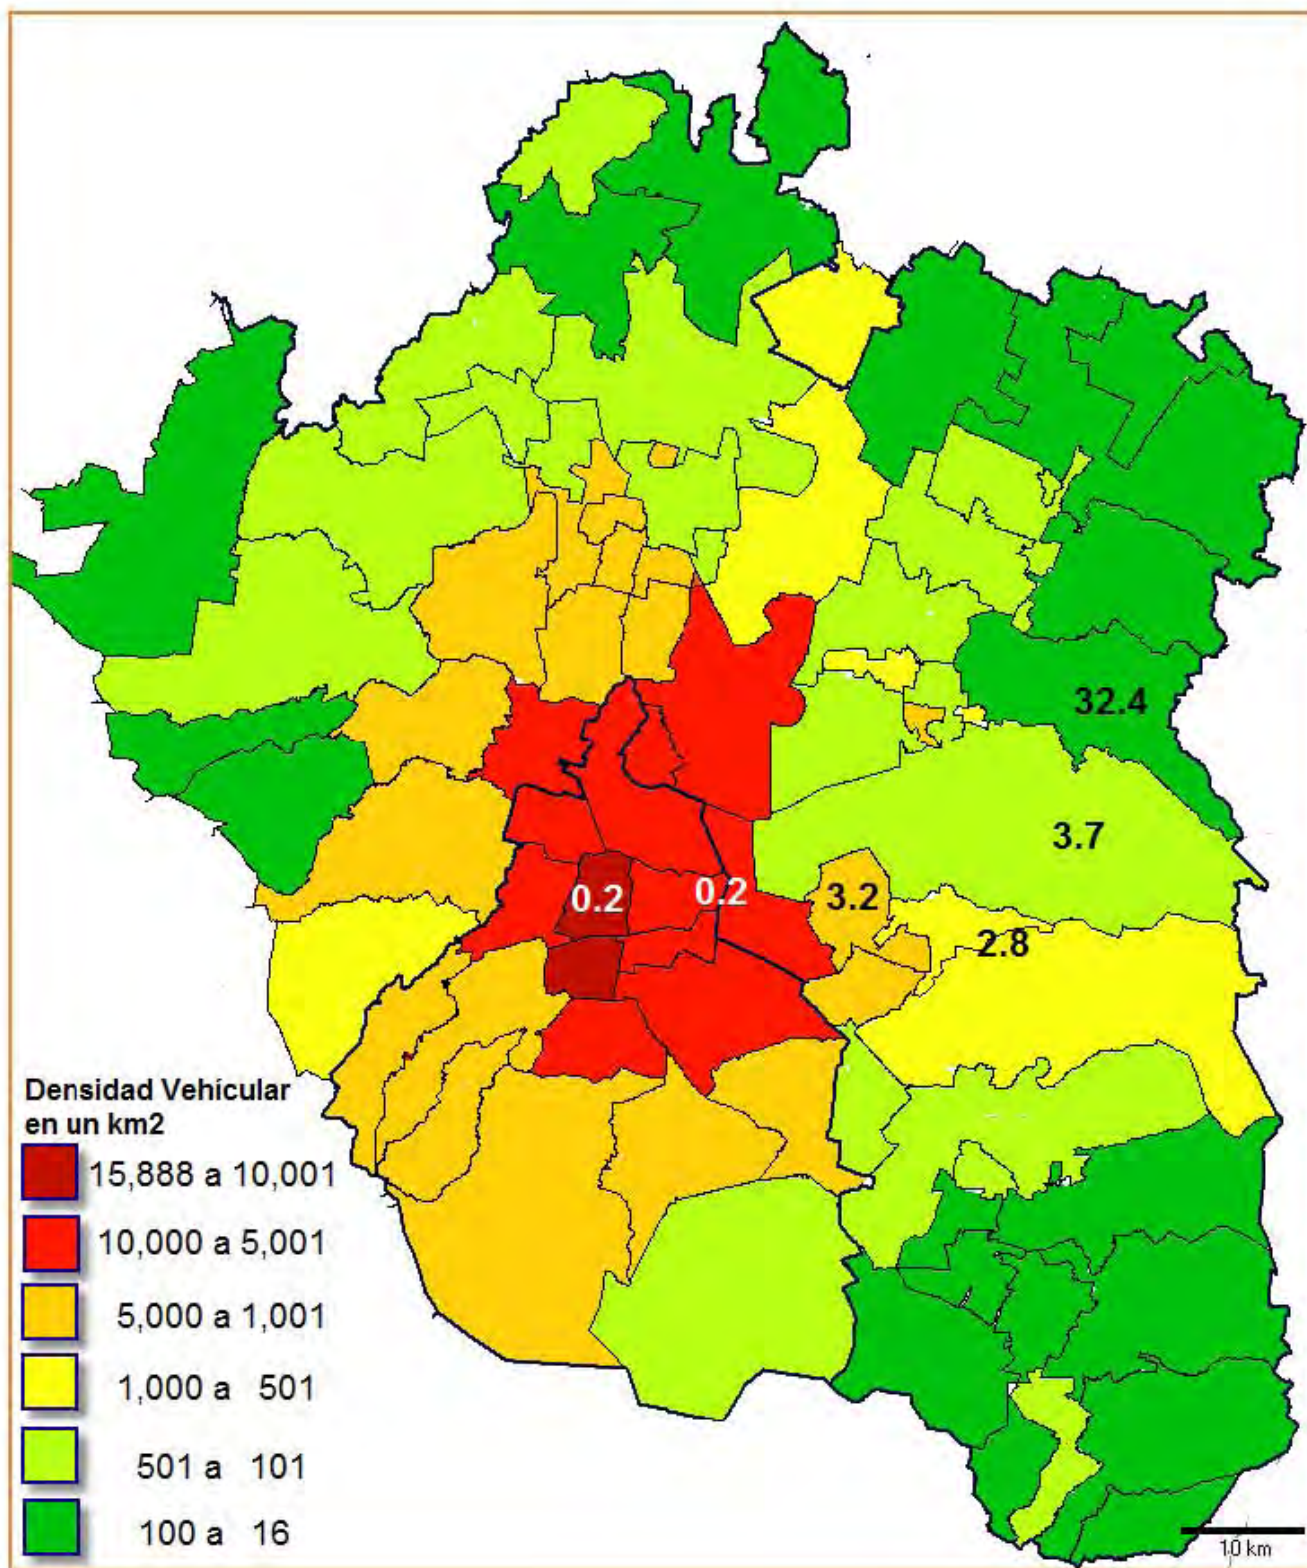 32.4
3.7
0.2
0.2
3.2
2.8
Densidad Vehícular
en un km2
15,888 a 10,001
10,000 a 5,001
5,000 a 1,001
1,000 a 501
501 a 101
100 a 16
10 km